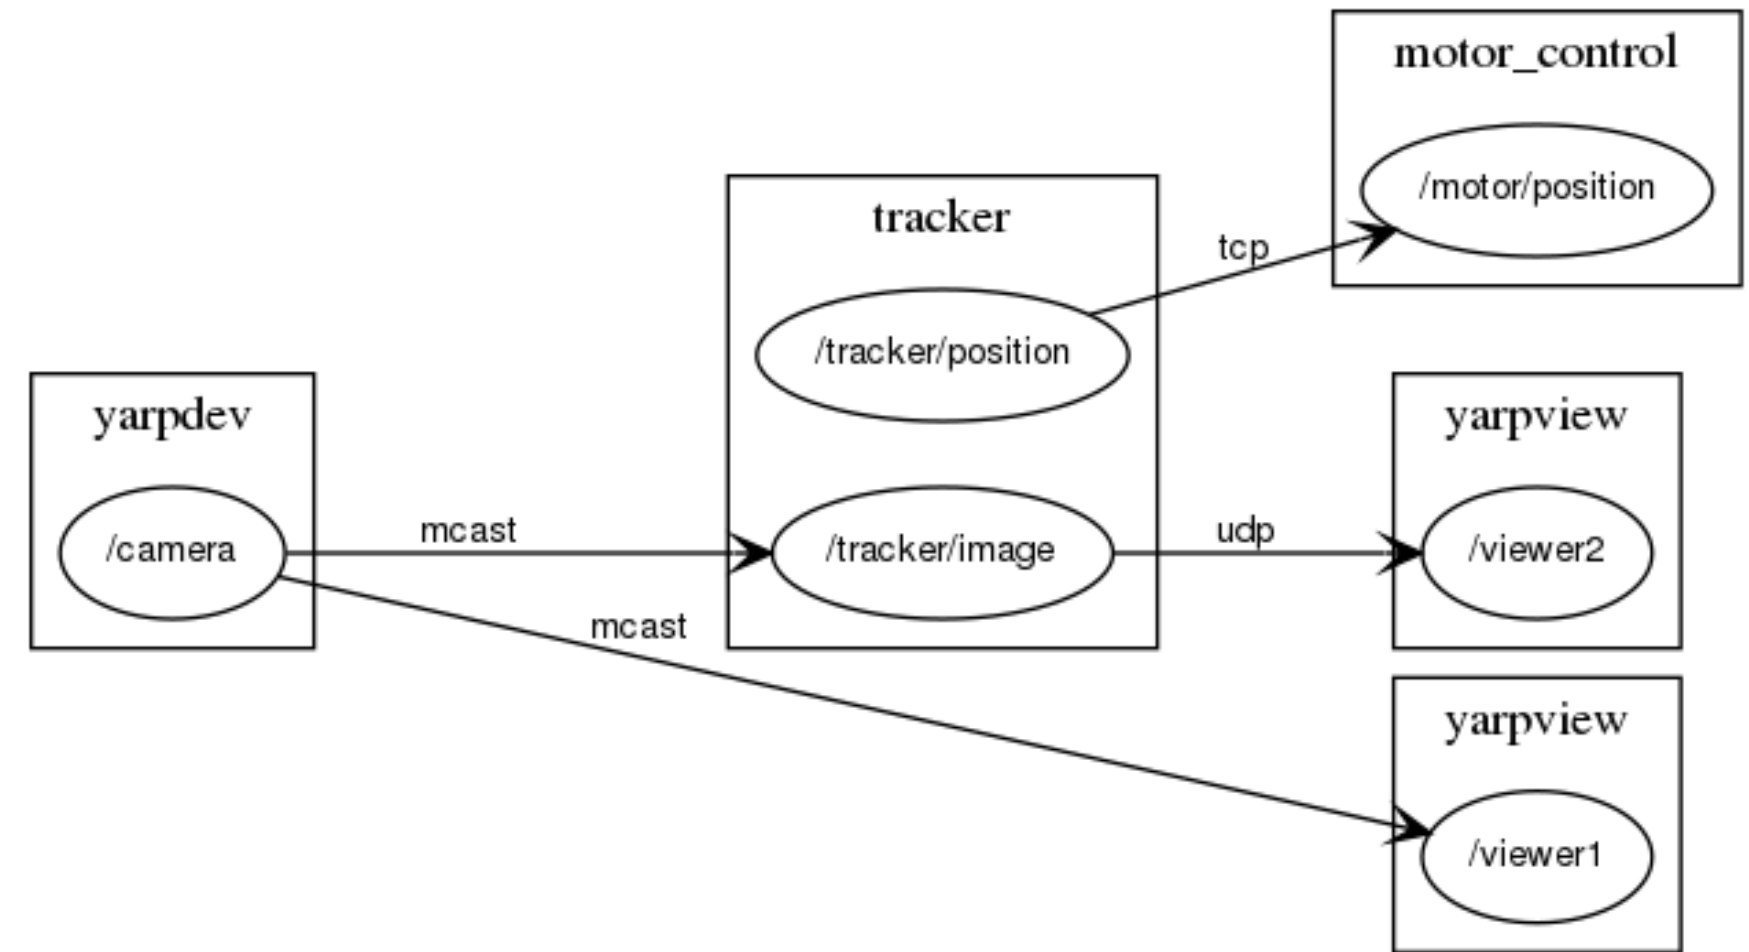 motor_control
/motor/position
tcp
tracker
/tracker/position
yarpdev
/camera
mcast
mcast
/tracker/image
udp
yarpview
/viewer2
yarpview
/viewer1